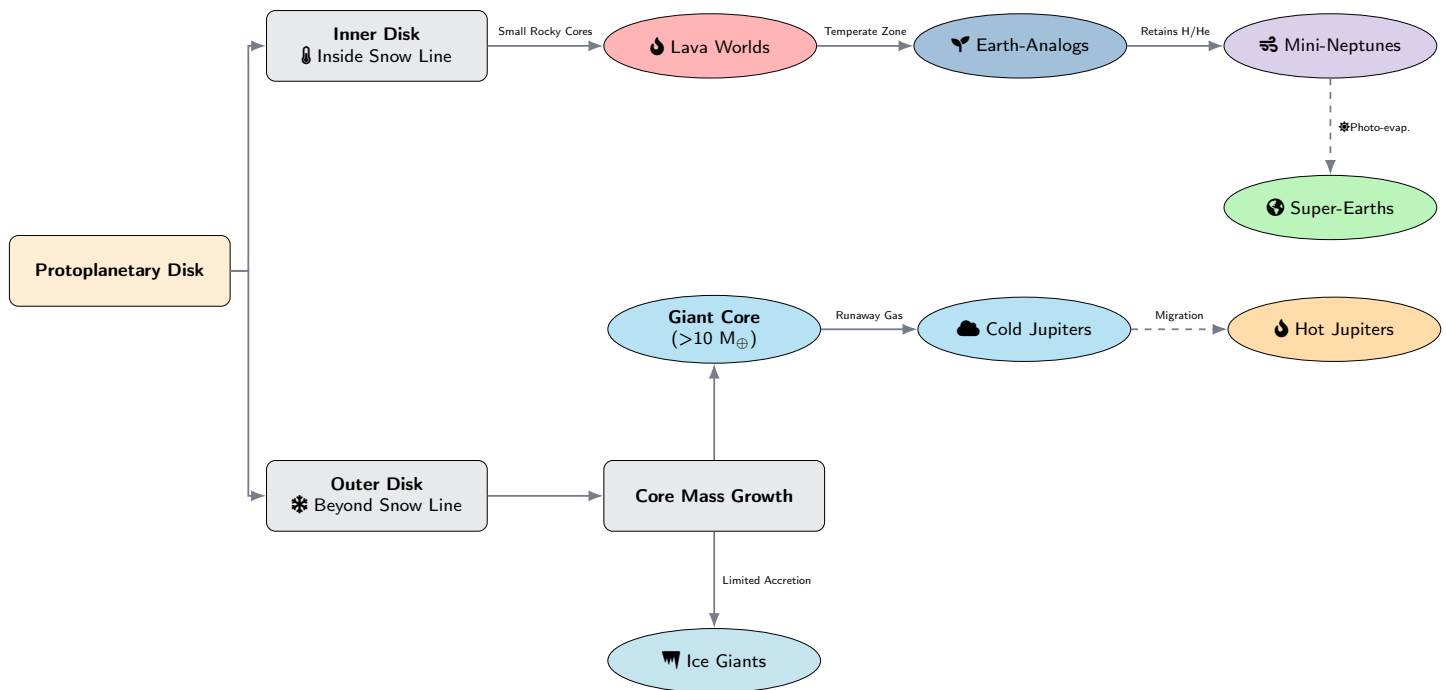 Inner Disk
Inside Snow Line
Small Rocky Cores
Lava Worlds
Temperate Zone
Earth-Analogs
Retains H/He
Mini-Neptunes
Photo-evap.
Super-Earths
Protoplanetary Disk
Giant Core
(>10 M⊕)
Runaway Gas
Cold Jupiters
Migration
Hot Jupiters
Outer Disk
Beyond Snow Line
Core Mass Growth
Limited Accretion
Ice Giants